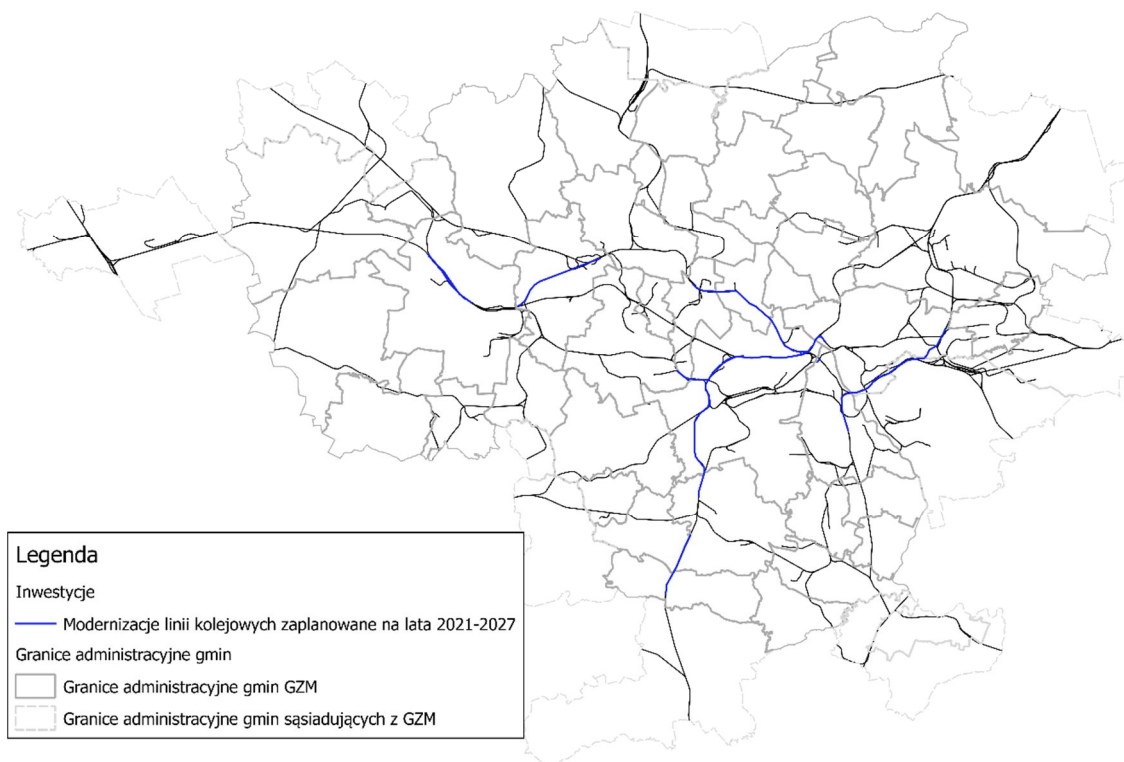 Legenda
Inwestycje
Modernizacje linii kolejowych zaplanowane na lata 2021-2027
Granice administracyjne gmin
Granice administracyjne gmin GZM
Granice administracyjne gmin sąsiadujących z GZM